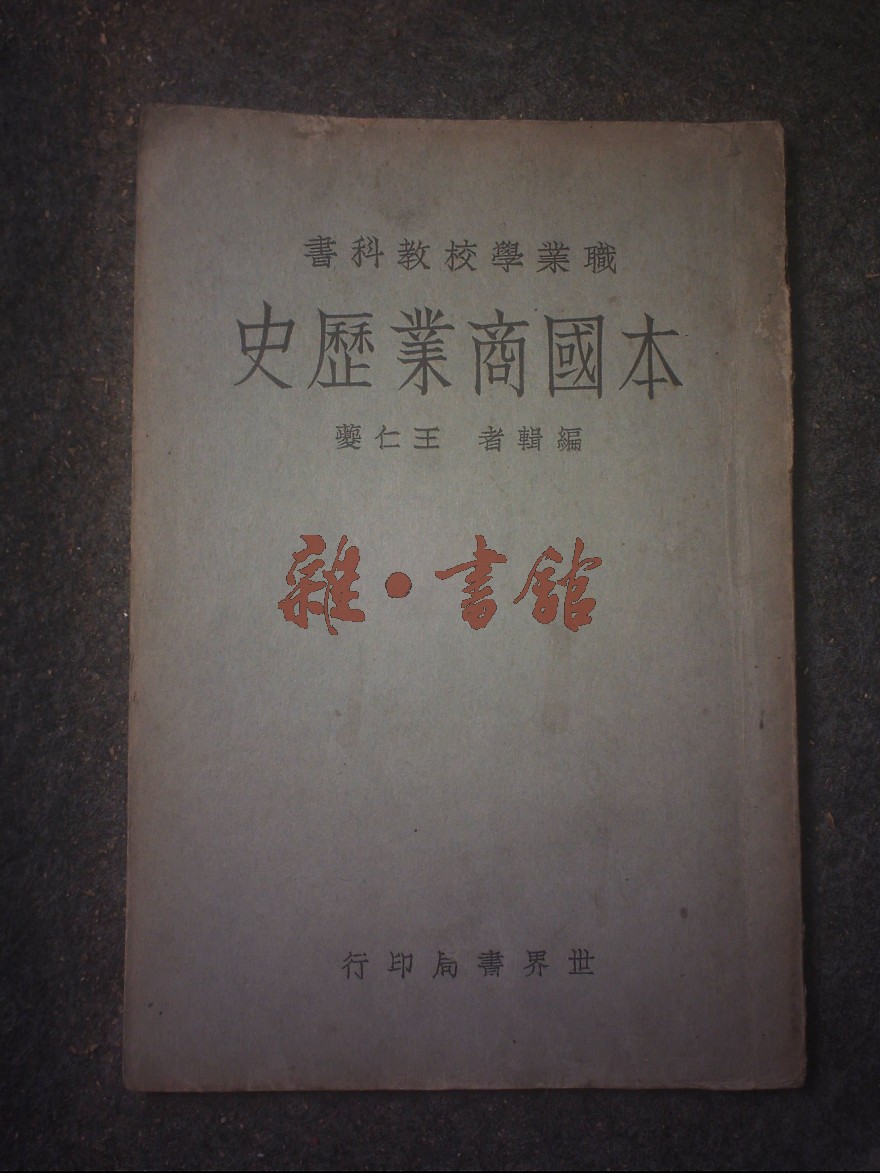 職業學校教科書
本國商業歷史
編輯者 王仁夔
雜·書館
世界書局印行